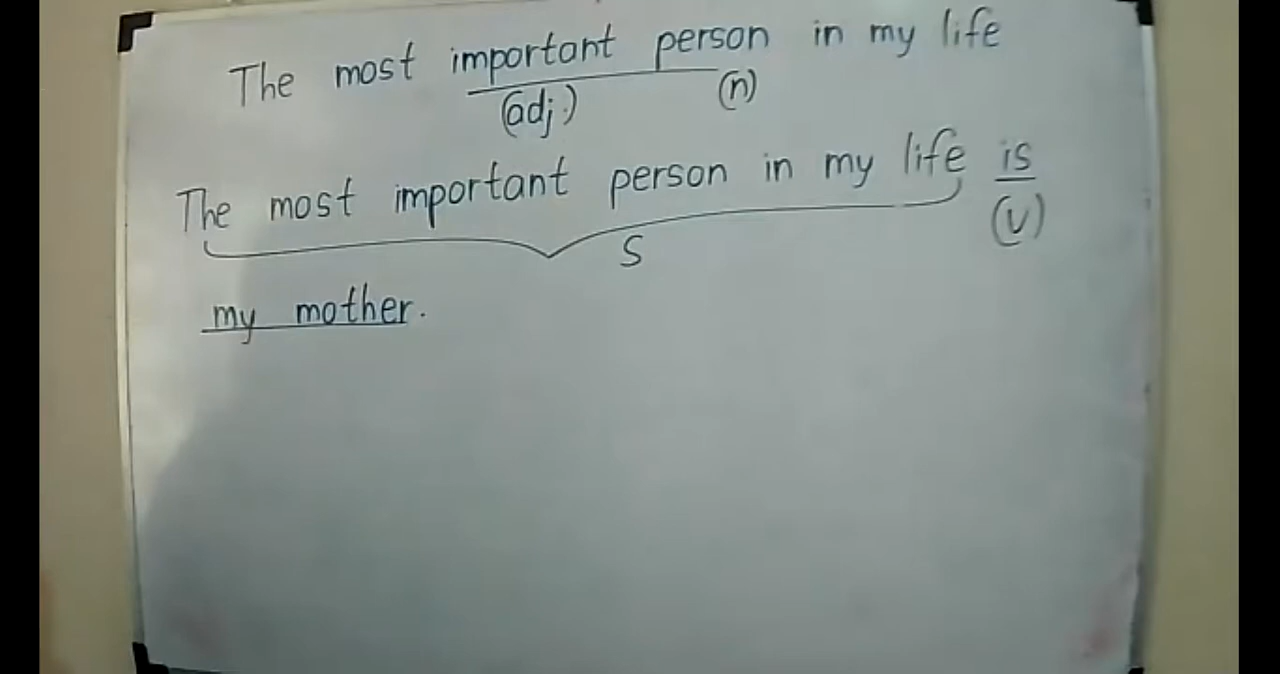 The most important person in my life
(adj.) (n)
The most important person in my life is
S (v)
my mother.